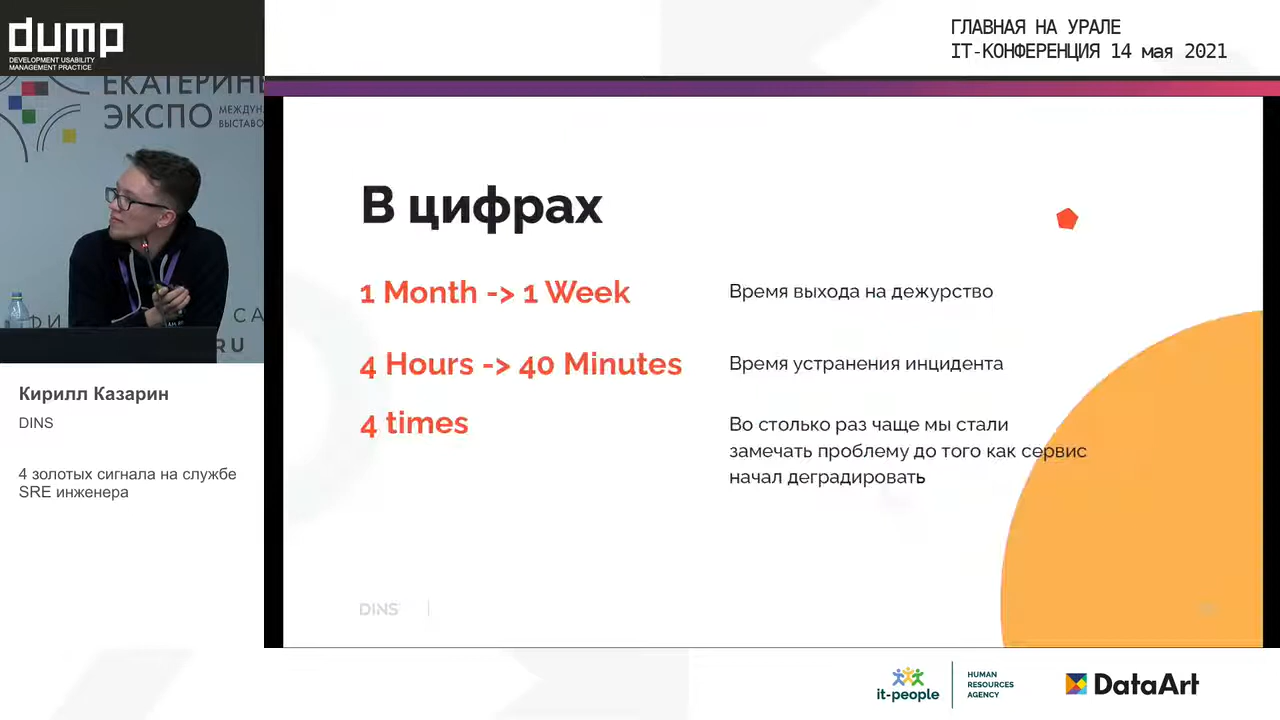 dump
DEVELOPMENT USABILITY
MANAGEMENT PRACTICE
ГЛАВНАЯ НА УРАЛЕ
IT-КОНФЕРЕНЦИЯ 14 мая 2021
ЭКСПО
RU
Кирилл Казарин
DINS
4 золотых сигнала на службе
SRE инженера
В цифрах
1 Month -> 1 Week
Время выхода на дежурство
4 Hours -> 40 Minutes
Время устранения инцидента
4 times
Во столько раз чаще мы стали
замечать проблему до того как сервис
начал деградировать
DINS
it-people
HUMAN
RESOURCES
AGENCY
DataArt